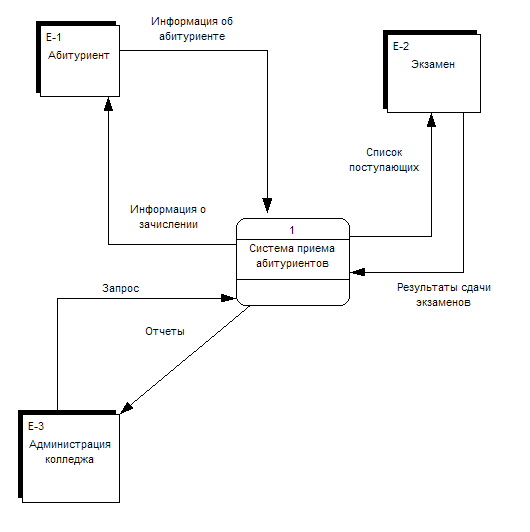 Информация об
абитуриенте
E-1
Абитуриент
E-2
Экзамен
Список
поступающих
Информация о
зачислении
1
Система приема
абитуриентов
Результаты сдачи
экзаменов
Запрос
Отчеты
E-3
Администрация
колледжа